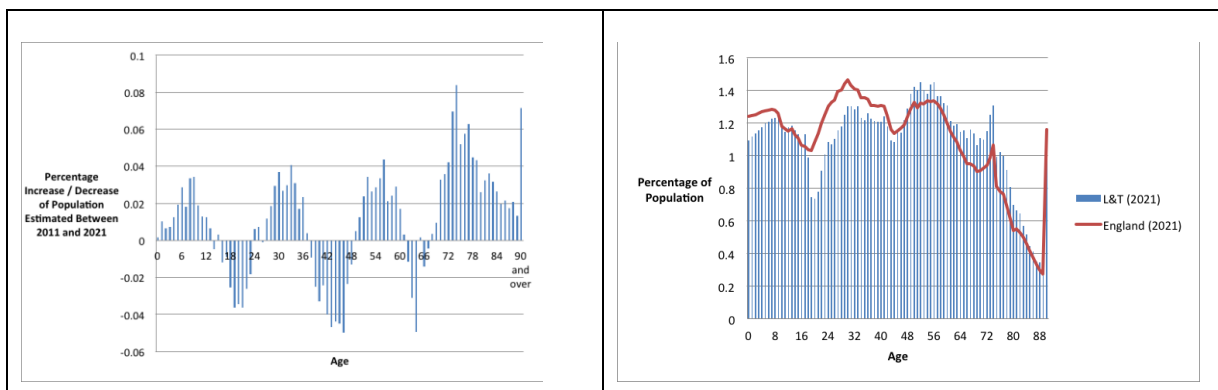 0.1
0.08
0.06
0.04
0.02
0
-0.02
-0.04
-0.06
Percentage
Increase / Decrease
of Population
Estimated Between
2011 and 2021
0 6 12 18 24 30 36 42 48 54 60 66 72 78 84 90
and
over
Age
1.6
1.4
1.2
1
0.8
0.6
0.4
0.2
0
Percentage of
Population
0 8 16 24 32 40 48 56 64 72 80 88
Age
L&T (2021)
England (2021)